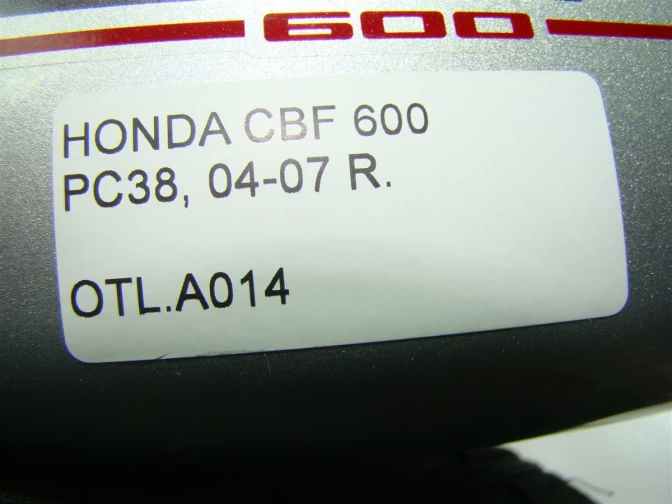 600
HONDA CBF 600
PC38, 04-07 R.
OTL.A014